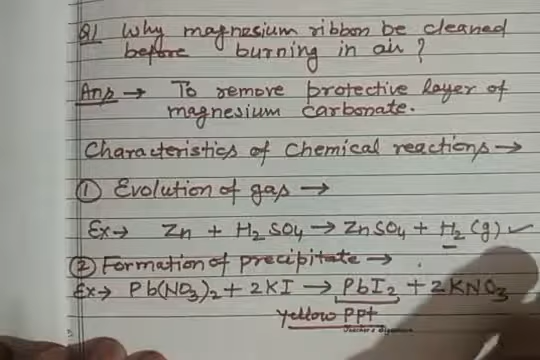 Q1 Why magnesium ribbon be cleaned
before burning in air?
Ans → To remove protective layer of
magnesium carbonate.
Characteristics of Chemical reactions →
① Evolution of gas →
Ex → Zn + H2SO4 → ZnSO4 + H2(g) ✓
② Formation of precipitate →
Ex → Pb(NO3)2 + 2KI → PbI2 + 2KNO3
Yellow PPt
Teacher's Signature